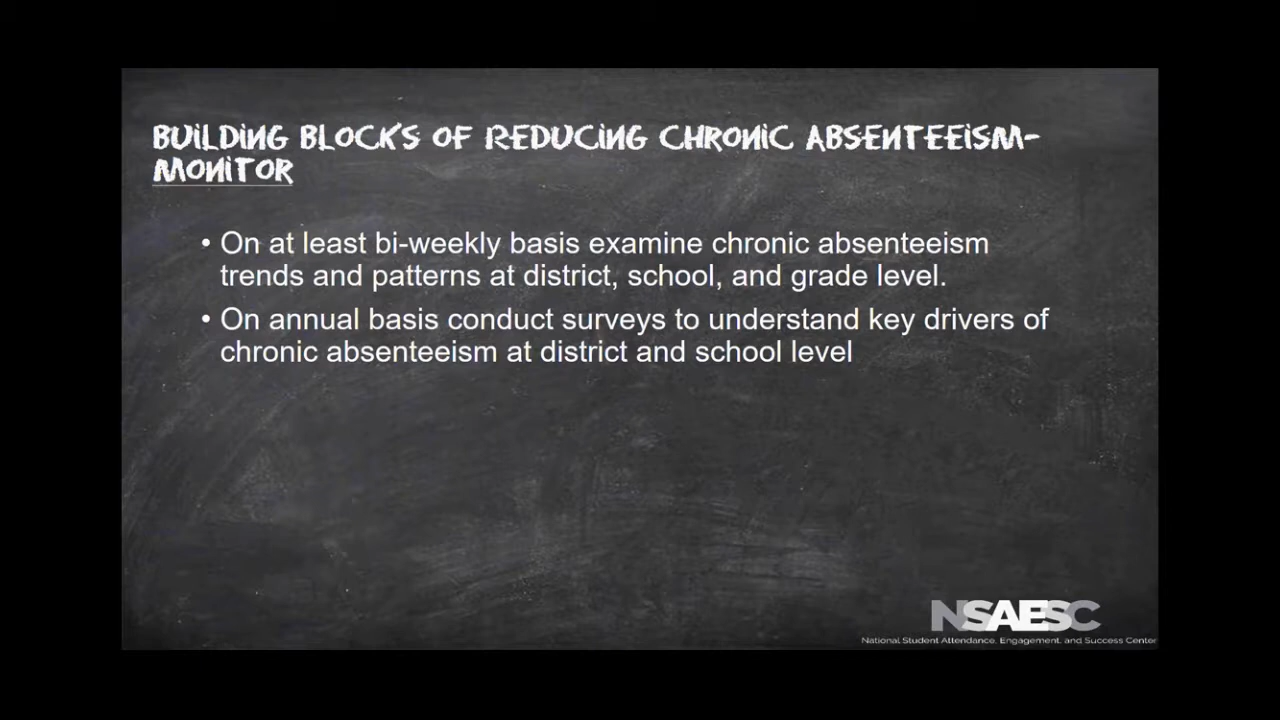 BUILDING BLOCKS OF REDUCING CHRONIC ABSENTEEISM-
MONITOR
• On at least bi-weekly basis examine chronic absenteeism
trends and patterns at district, school, and grade level.
• On annual basis conduct surveys to understand key drivers of
chronic absenteeism at district and school level
NSAESC
National Student Attendance, Engagement, and Success Center